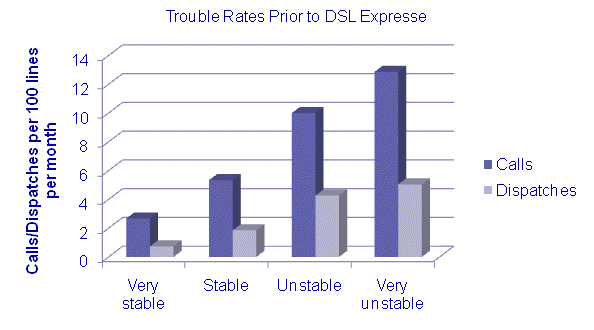 Trouble Rates Prior to DSL Expresse
Calls/Dispatches per 100 lines
per month
14
12
10
8
6
4
2
0
Very
stable
Stable
Unstable
Very
unstable
Calls
Dispatches